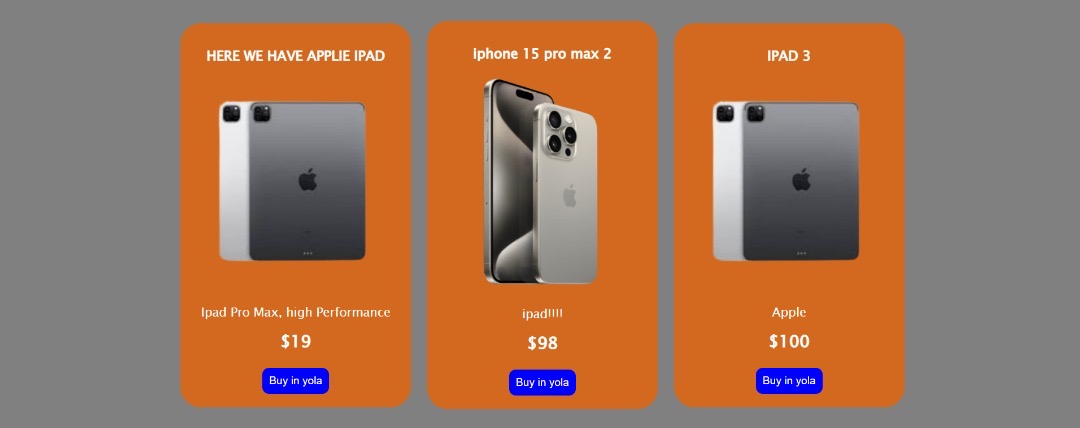 HERE WE HAVE APPLIE IPAD
Ipad Pro Max, high Performance
$19
Buy in yola
iphone 15 pro max 2
ipad!!!!
$98
Buy in yola
IPAD 3
Apple
$100
Buy in yola